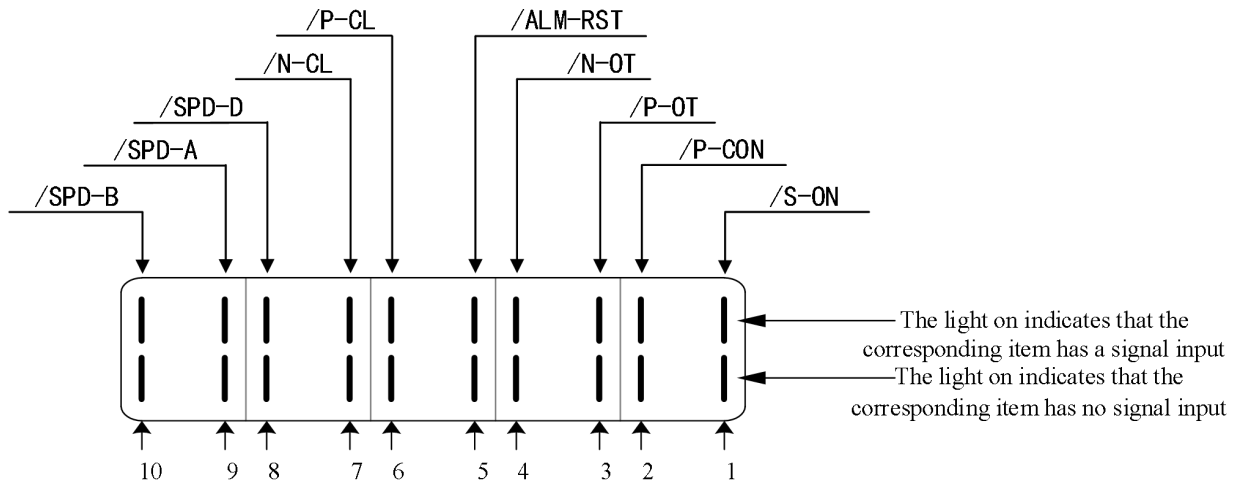 /P-CL
/ALM-RST
/N-CL
/N-OT
/SPD-D
/P-OT
/SPD-A
/P-CON
/SPD-B
/S-ON
The light on indicates that the
corresponding item has a signal input
The light on indicates that the
corresponding item has no signal input
10 9 8 7 6 5 4 3 2 1